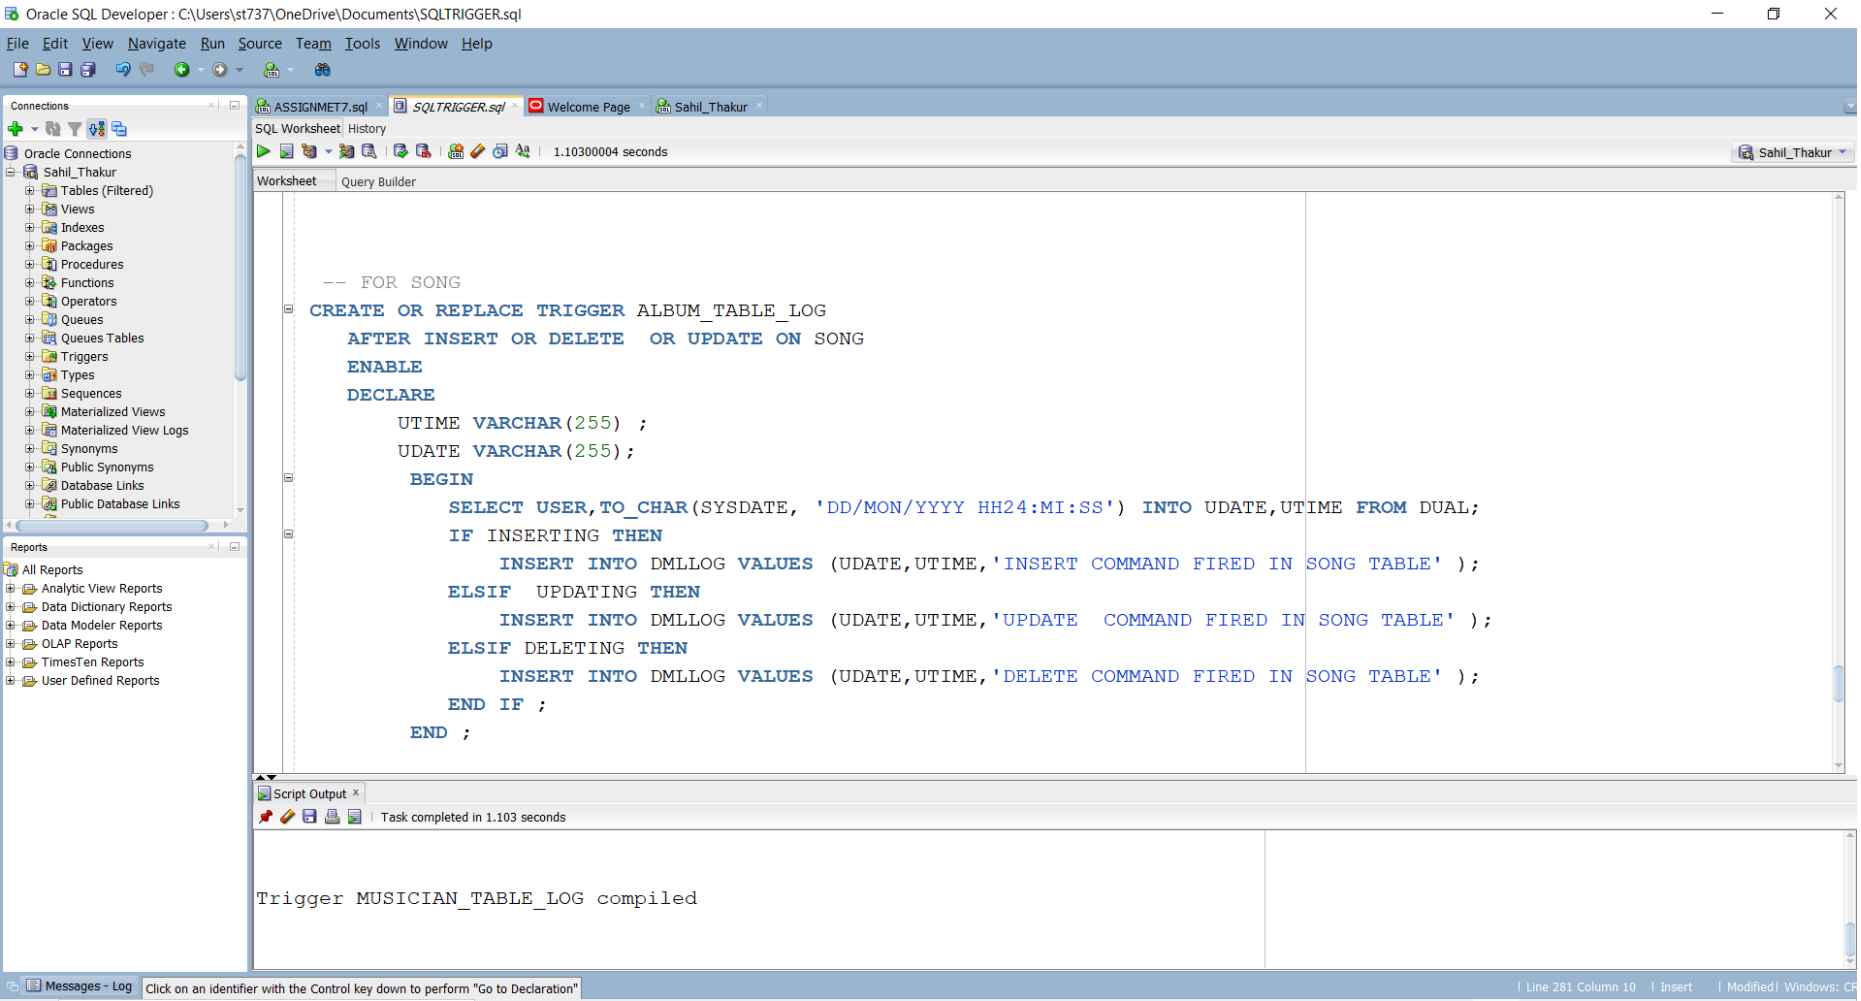 Oracle SQL Developer : C:\Users\st737\OneDrive\Documents\SQLTRIGGER.sql
File Edit View Navigate Run Source Team Tools Window Help
Connections
Oracle Connections
Sahil_Thakur
Tables (Filtered)
Views
Indexes
Packages
Procedures
Functions
Operators
Queues
Queues Tables
Triggers
Types
Sequences
Materialized Views
Materialized View Logs
Synonyms
Public Synonyms
Database Links
Public Database Links
Reports
All Reports
Analytic View Reports
Data Dictionary Reports
Data Modeler Reports
OLAP Reports
TimesTen Reports
User Defined Reports
ASSIGNMET7.sql SQLTRIGGER.sql Welcome Page Sahil_Thakur
SQL Worksheet History
1.10300004 seconds
Sahil_Thakur
Worksheet Query Builder
-- FOR SONG
CREATE OR REPLACE TRIGGER ALBUM_TABLE_LOG
AFTER INSERT OR DELETE  OR UPDATE ON SONG
ENABLE
DECLARE
UTIME VARCHAR(255) ;
UDATE VARCHAR(255);
BEGIN
SELECT USER,TO_CHAR(SYSDATE, 'DD/MON/YYYY HH24:MI:SS') INTO UDATE,UTIME FROM DUAL;
IF INSERTING THEN
INSERT INTO DMLLOG VALUES (UDATE,UTIME,'INSERT COMMAND FIRED IN SONG TABLE' );
ELSIF  UPDATING THEN
INSERT INTO DMLLOG VALUES (UDATE,UTIME,'UPDATE  COMMAND FIRED IN SONG TABLE' );
ELSIF DELETING THEN
INSERT INTO DMLLOG VALUES (UDATE,UTIME,'DELETE COMMAND FIRED IN SONG TABLE' );
END IF ;
END ;
Script Output
Task completed in 1.103 seconds
Trigger MUSICIAN_TABLE_LOG compiled
Messages - Log
Click on an identifier with the Control key down to perform "Go to Declaration"
Line 281 Column 10 | Insert | Modified| Windows: CR